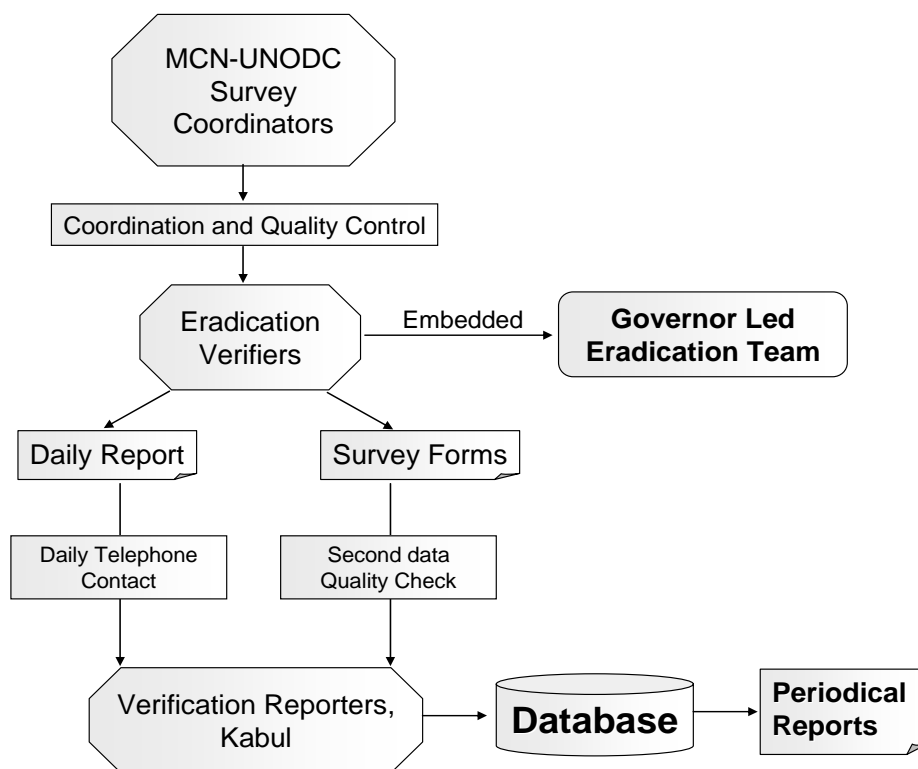 MCN-UNODC
Survey
Coordinators
Coordination and Quality Control
Eradication
Verifiers
Embedded
Governor Led
Eradication Team
Daily Report
Survey Forms
Daily Telephone
Contact
Second data
Quality Check
Verification Reporters,
Kabul
Database
Periodical
Reports